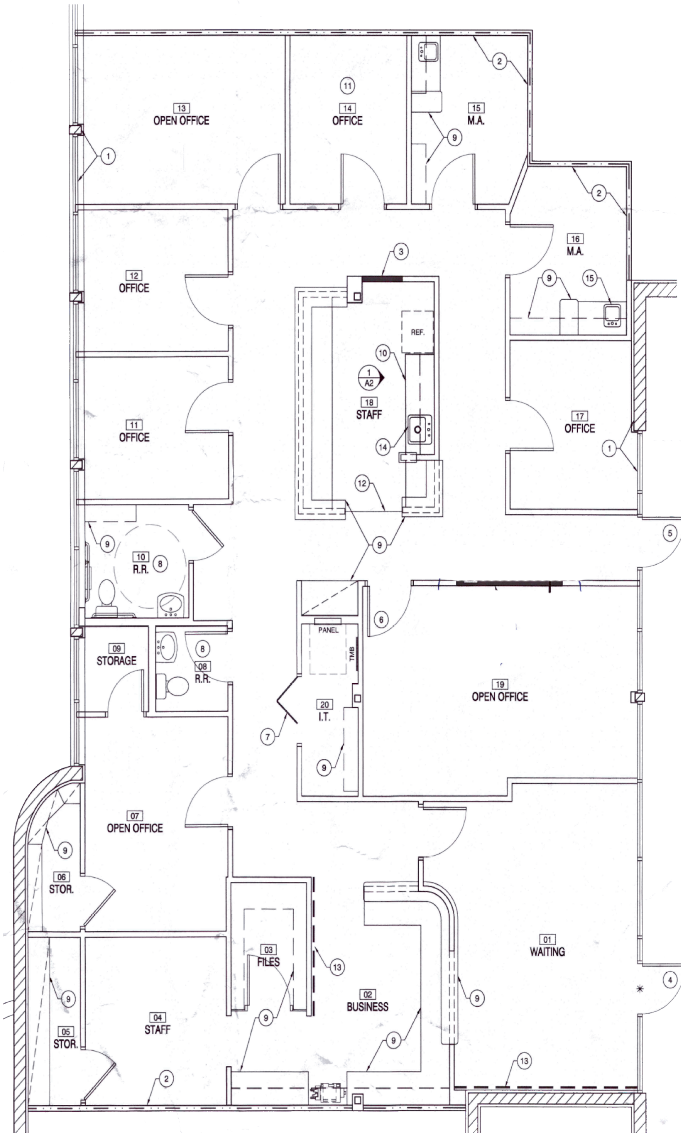 2
11
13
OPEN OFFICE
14
OFFICE
15
M.A.
9
1
2
16
M.A.
12
OFFICE
3
9
15
REF.
10
1
A2
18
STAFF
11
OFFICE
14
17
OFFICE
1
12
9
9
10
R.R.
8
5
6
PANEL
TMB
8
09
STORAGE
08
R.R.
19
OPEN OFFICE
20
I.T.
7
9
07
OPEN OFFICE
9
06
STOR.
03
FILES
01
WAITING
13
4
9
02
BUSINESS
9
04
STAFF
9
9
05
STOR.
2
13